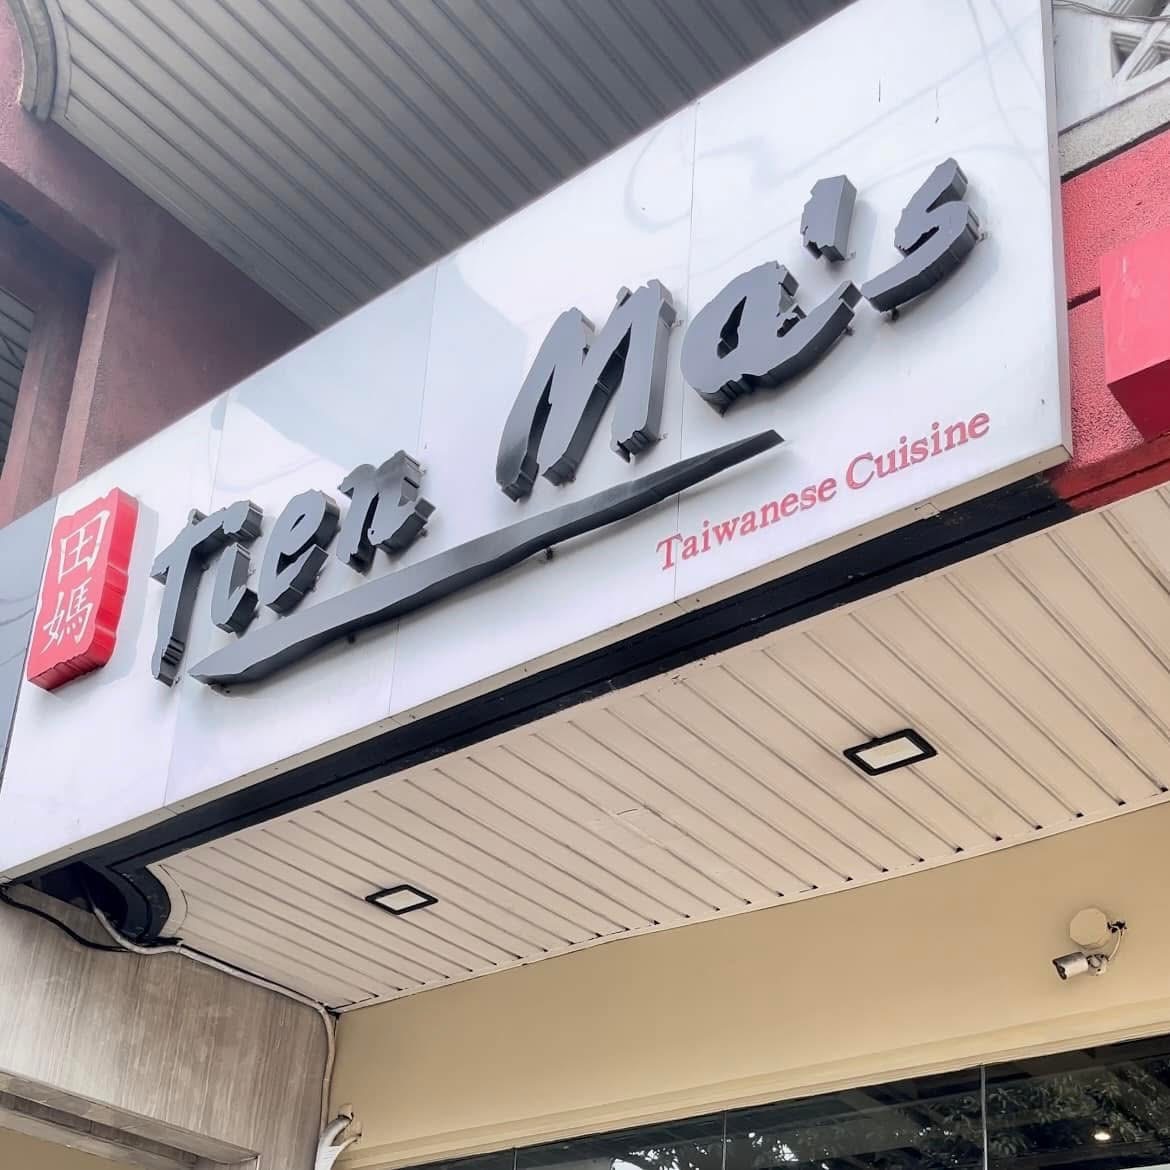 田媽
Tien Ma's
Taiwanese Cuisine